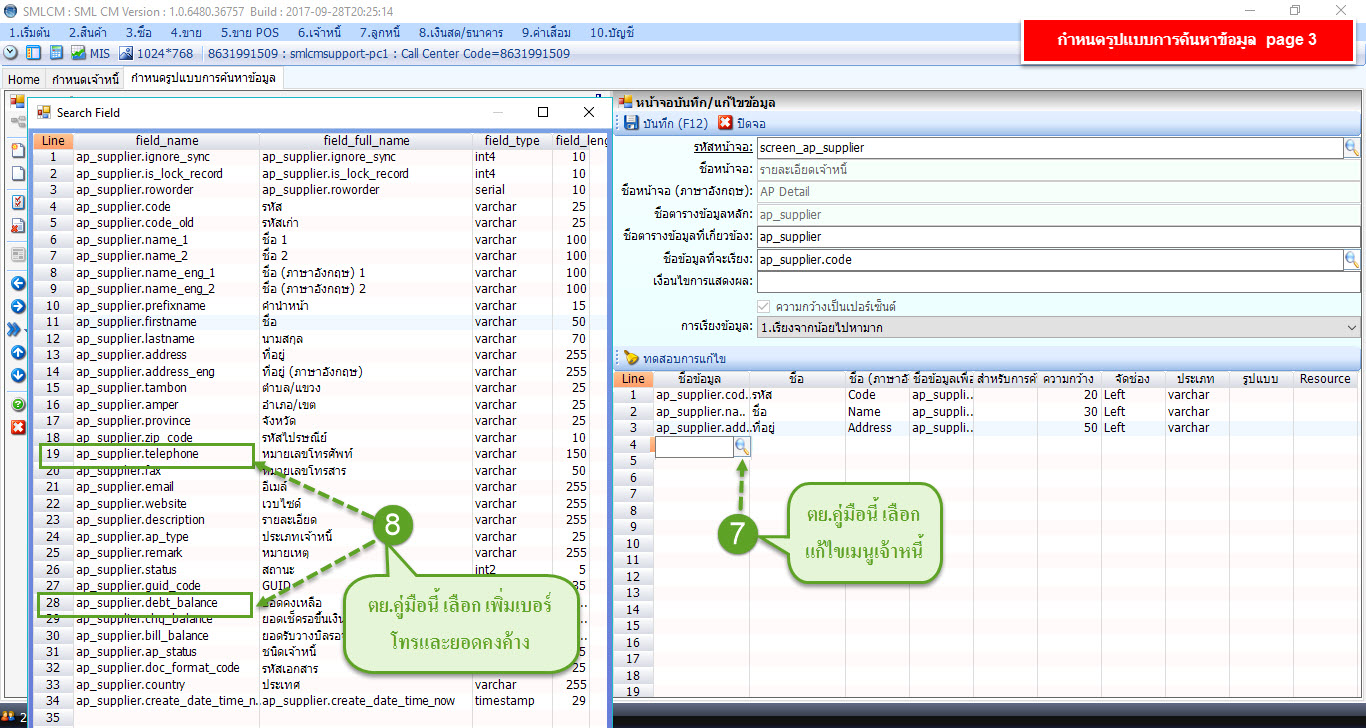 SMLCM : SML CM Version : 1.0.6480.36757 Build : 2017-09-28T20:25:14
1.เริ่มต้น 2.สินค้า 3.ซื้อ 4.ขาย 5.ขาย POS 6.เจ้าหนี้ 7.ลูกหนี้ 8.เงินสด/ธนาคาร 9.ค่าเสื่อม 10.บัญชี
MIS 1024*768 8631991509 : smlcmsupport-pc1 : Call Center Code=8631991509
กำหนดรูปแบบการค้นหาข้อมูล page 3
Home กำหนดเจ้าหนี้ กำหนดรูปแบบการค้นหาข้อมูล
Search Field
Line field_name field_full_name field_type field_leng
1 ap_supplier.ignore_sync ap_supplier.ignore_sync int4 10
2 ap_supplier.is_lock_record ap_supplier.is_lock_record int4 10
3 ap_supplier.roworder ap_supplier.roworder serial 10
4 ap_supplier.code รหัส varchar 25
5 ap_supplier.code_old รหัสเก่า varchar 25
6 ap_supplier.name_1 ชื่อ 1 varchar 100
7 ap_supplier.name_2 ชื่อ 2 varchar 100
8 ap_supplier.name_eng_1 ชื่อ (ภาษาอังกฤษ) 1 varchar 100
9 ap_supplier.name_eng_2 ชื่อ (ภาษาอังกฤษ) 2 varchar 100
10 ap_supplier.prefixname คำนำหน้า varchar 15
11 ap_supplier.firstname ชื่อ varchar 50
12 ap_supplier.lastname นามสกุล varchar 70
13 ap_supplier.address ที่อยู่ varchar 255
14 ap_supplier.address_eng ที่อยู่ (ภาษาอังกฤษ) varchar 255
15 ap_supplier.tambon ตำบล/แขวง varchar 25
16 ap_supplier.amper อำเภอ/เขต varchar 25
17 ap_supplier.province จังหวัด varchar 25
18 ap_supplier.zip_code รหัสไปรษณีย์ varchar 10
19 ap_supplier.telephone หมายเลขโทรศัพท์ varchar 150
20 ap_supplier.fax หมายเลขโทรสาร varchar 50
21 ap_supplier.email อีเมล์ varchar 255
22 ap_supplier.website เวบไซด์ varchar 255
23 ap_supplier.description รายละเอียด varchar 255
24 ap_supplier.ap_type ประเภทเจ้าหนี้ varchar 25
25 ap_supplier.remark หมายเหตุ varchar 255
26 ap_supplier.status สถานะ int2 5
27 ap_supplier.guid_code GUID 35
28 ap_supplier.debt_balance ยอดคงเหลือ
29 ap_supplier.chq_balance ยอดเช็ครอขึ้นเงิน
30 ap_supplier.bill_balance ยอดรับวางบิลรอ
31 ap_supplier.ap_status ชนิดเจ้าหนี้ 5
32 ap_supplier.doc_format_code รหัสเอกสาร 25
33 ap_supplier.country ประเทศ varchar 255
34 ap_supplier.create_date_time_n.. ap_supplier.create_date_time_now timestamp 29
35
8
ตย.คู่มือนี้ เลือก เพิ่มเบอร์
โทรและยอดคงค้าง
หน้าจอบันทึก/แก้ไขข้อมูล
บันทึก (F12) ปิดจอ
รหัสหน้าจอ: screen_ap_supplier
ชื่อหน้าจอ: รายละเอียดเจ้าหนี้
ชื่อหน้าจอ (ภาษาอังกฤษ): AP Detail
ชื่อตารางข้อมูลหลัก: ap_supplier
ชื่อตารางข้อมูลที่เกี่ยวข้อง: ap_supplier
ชื่อข้อมูลที่จะเรียง: ap_supplier.code
เงื่อนไขการแสดงผล:
ความกว้างเป็นเปอร์เซ็นต์
การเรียงข้อมูล: 1.เรียงจากน้อยไปหามาก
ทดสอบการแก้ไข
Line ชื่อข้อมูล ชื่อ ชื่อ (ภาษาอั ชื่อข้อมูลเพื่อ สำหรับการค้ ความกว้าง จัดช่อง ประเภท รูปแบบ Resource
1 ap_supplier.cod.. รหัส Code ap_suppli.. 20 Left varchar
2 ap_supplier.na.. ชื่อ Name ap_suppli.. 30 Left varchar
3 ap_supplier.add.. ที่อยู่ Address ap_suppli.. 50 Left varchar
4
5
6
7
8
9
10
11
12
13
14
15
16
17
18
19
7
ตย.คู่มือนี้ เลือก
แก้ไขเมนูเจ้าหนี้
2